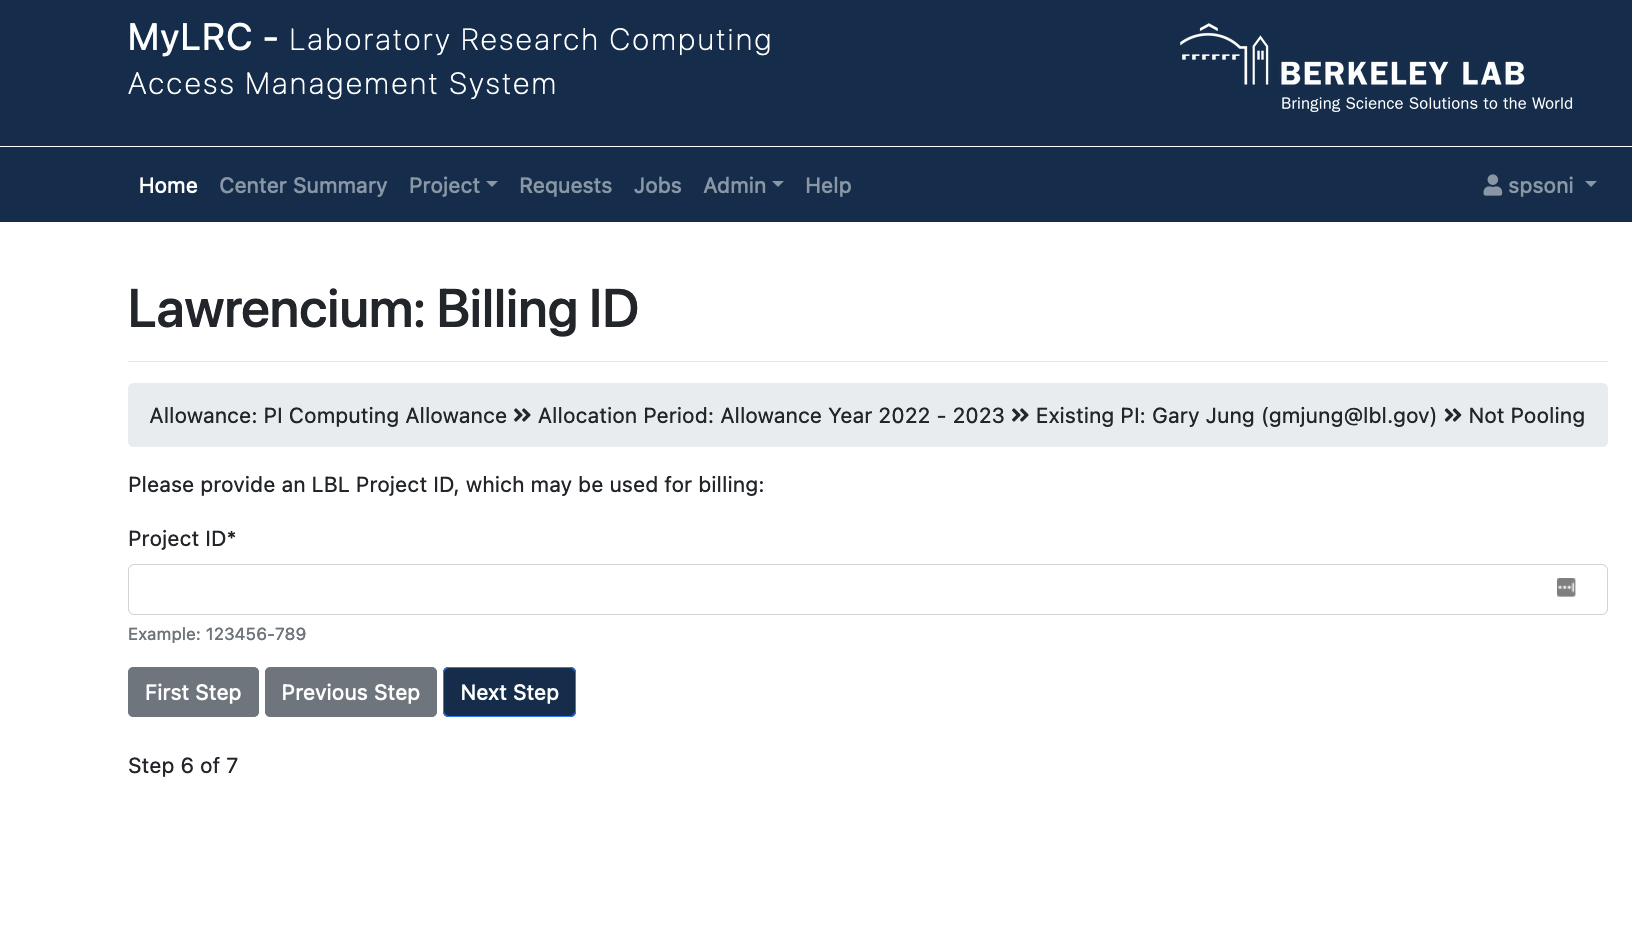 MyLRC - Laboratory Research Computing
Access Management System
BERKELEY LAB
Bringing Science Solutions to the World
Home Center Summary Project Requests Jobs Admin Help spsoni
Lawrencium: Billing ID
Allowance: PI Computing Allowance » Allocation Period: Allowance Year 2022 - 2023 » Existing PI: Gary Jung (gmjung@lbl.gov) » Not Pooling
Please provide an LBL Project ID, which may be used for billing:
Project ID*
Example: 123456-789
First Step Previous Step Next Step
Step 6 of 7